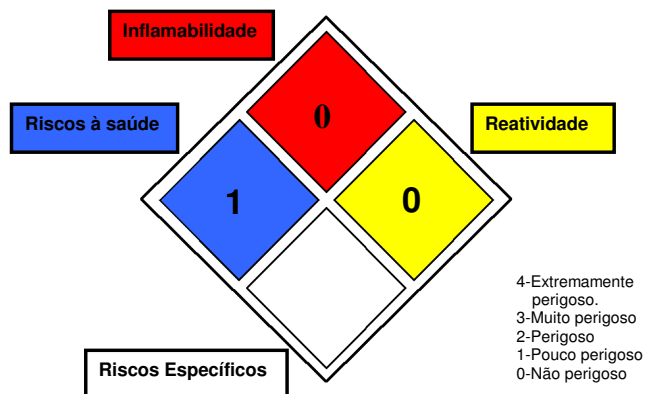 Inflamabilidade
0
Riscos à saúde
Reatividade
1
0
4-Extremamente
perigoso.
3-Muito perigoso
2-Perigoso
1-Pouco perigoso
0-Não perigoso
Riscos Específicos